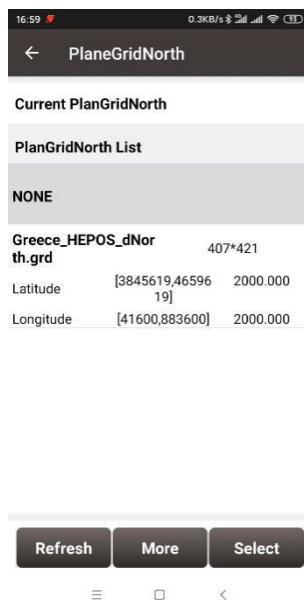 16:59 0.3KB/s 93
← PlaneGridNorth
Current PlanGridNorth
PlanGridNorth List
NONE
Greece_HEPOS_dNor
th.grd 407*421
Latitude [3845619,46596
19] 2000.000
Longitude [41600,883600] 2000.000
Refresh More Select